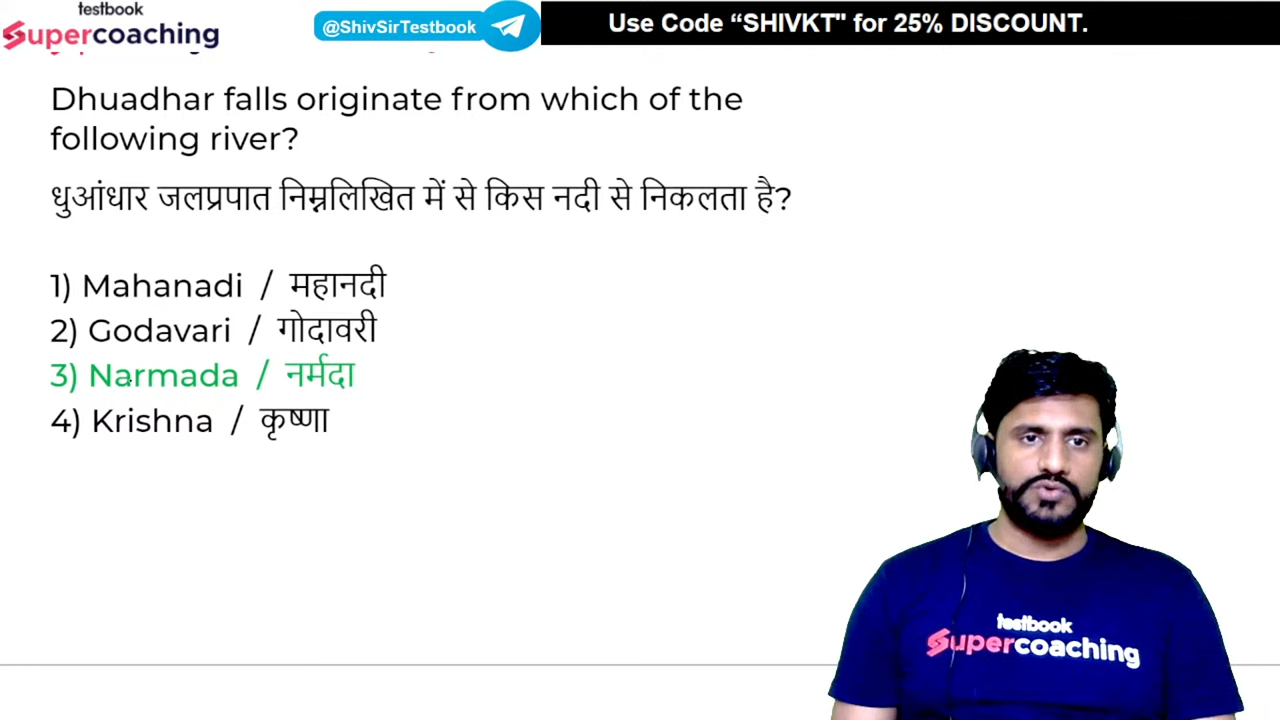 testbook
Supercoaching
@ShivSirTestbook
Use Code “SHIVKT" for 25% DISCOUNT.
Dhuadhar falls originate from which of the
following river?
धुआंधार जलप्रपात निम्नलिखित में से किस नदी से निकलता है?
1) Mahanadi / महानदी
2) Godavari / गोदावरी
3) Narmada / नर्मदा
4) Krishna / कृष्णा
testbook
Supercoaching